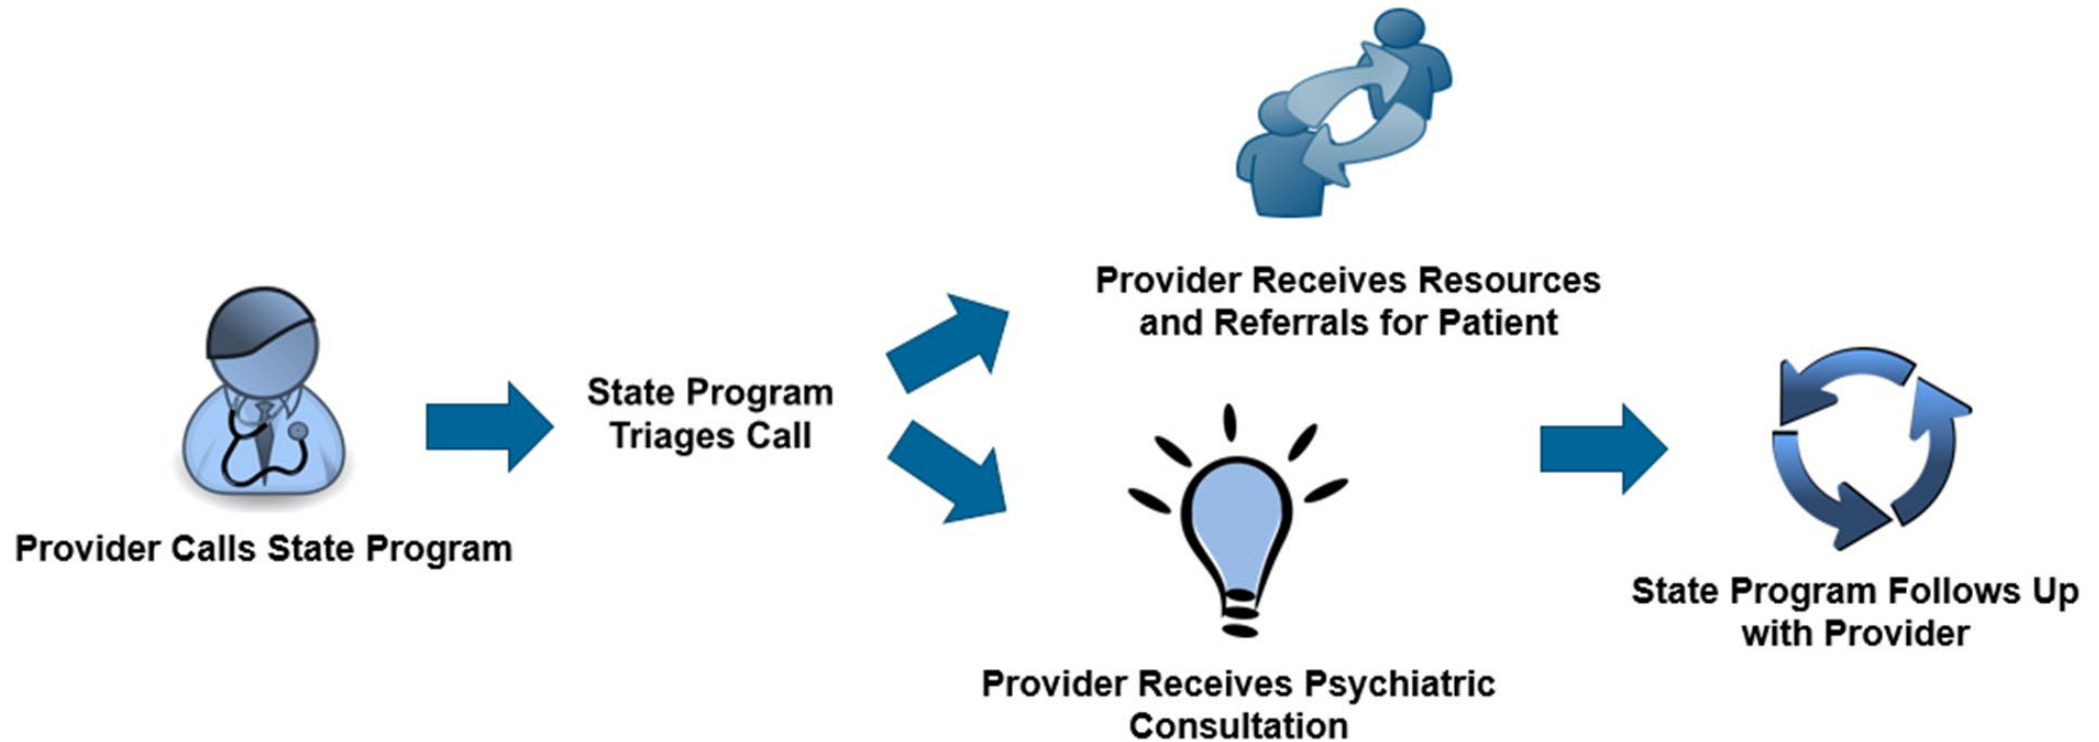 Provider Calls State Program
State Program
Triages Call
Provider Receives Resources
and Referrals for Patient
Provider Receives Psychiatric
Consultation
State Program Follows Up
with Provider